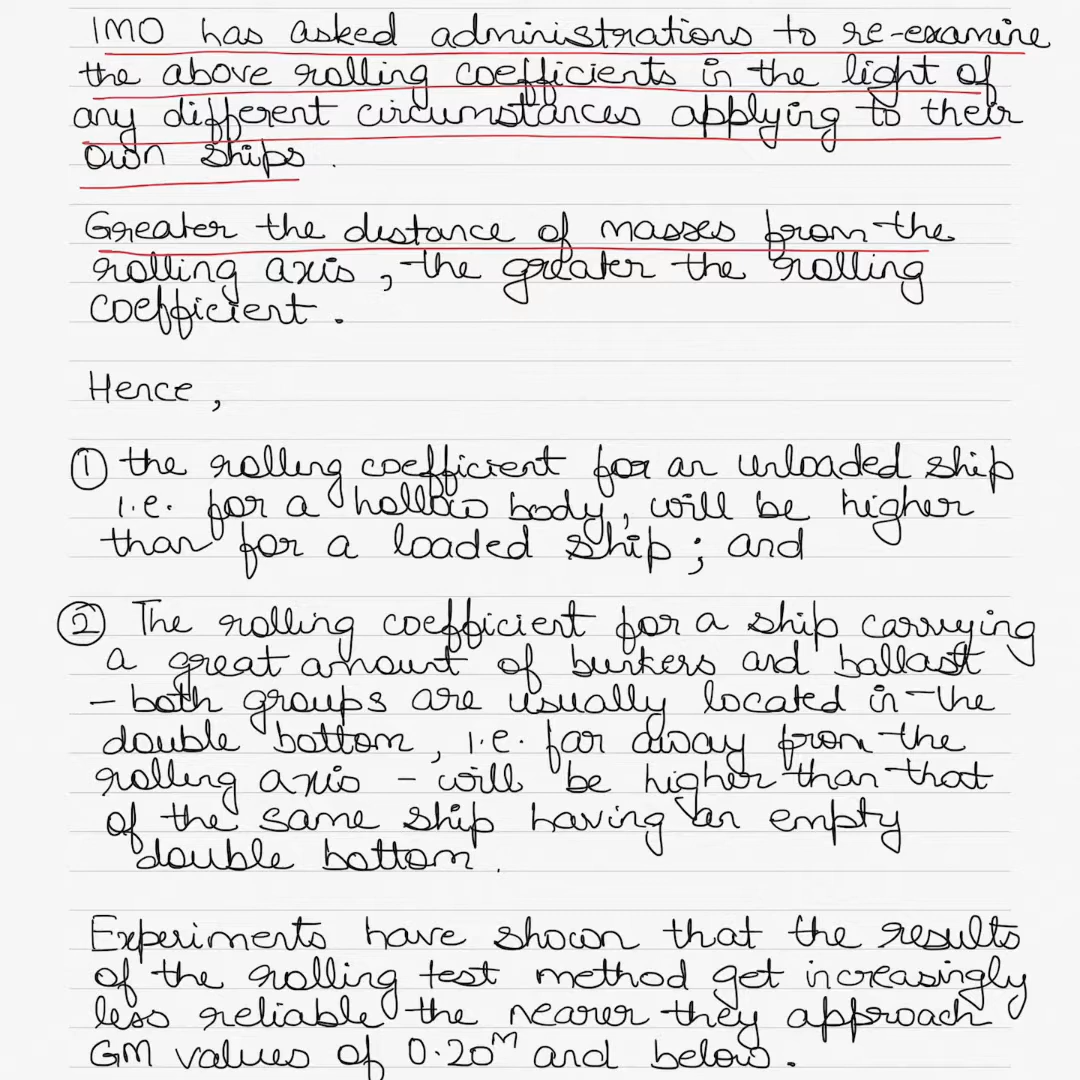 IMO has asked administrations to re-examine
the above rolling coefficients in the light of
any different circumstances applying to their
own ships.
Greater the distance of masses from the
rolling axis, the greater the rolling
coefficient.
Hence,
① the rolling coefficient for an unloaded ship
i.e. for a hollow body, will be higher
than for a loaded ship; and
② The rolling coefficient for a ship carrying
a great amount of bunkers and ballast
- both groups are usually located in the
double bottom, i.e. far away from the
rolling axis - will be higher than that
of the same ship having an empty
double bottom.
Experiments have shown that the results
of the rolling test method get increasingly
less reliable the nearer they approach
GM values of 0.20ᴹ and below.